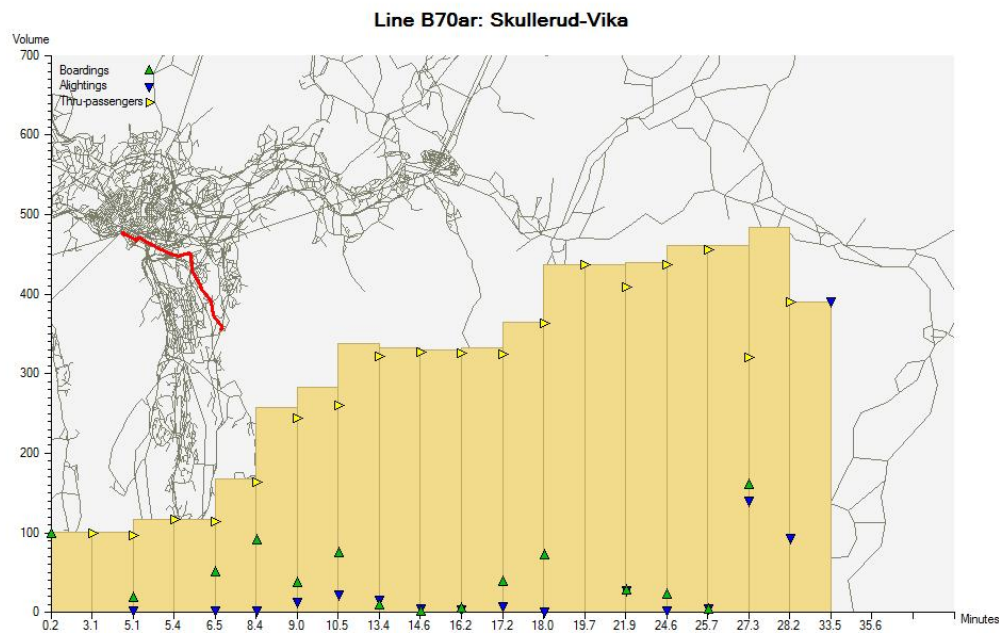 Line B70ar: Skullerud-Vika
Volume
700
Boardings
Alightings
Thru-passengers
600
500
400
300
200
100
0
0.2 3.1 5.1 5.4 6.5 8.4 9.0 10.5 13.4 14.6 16.2 17.2 18.0 19.7 21.9 24.6 25.7 27.3 28.2 33.5 35.6 Minutes